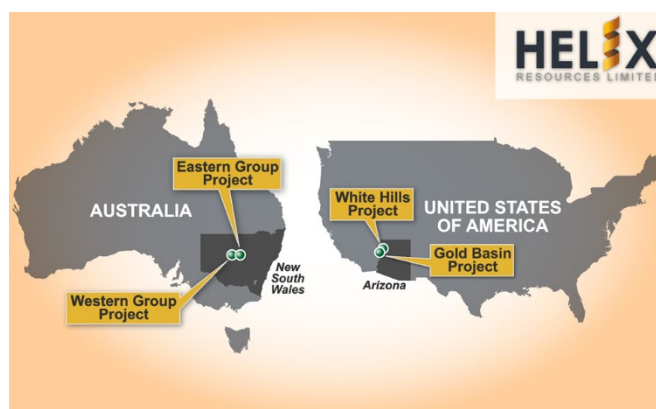 HELIX
RESOURCES LIMITED
Eastern Group
Project
AUSTRALIA
Western Group
Project
New
South
Wales
White Hills
Project
UNITED STATES
OF AMERICA
Gold Basin
Project
Arizona